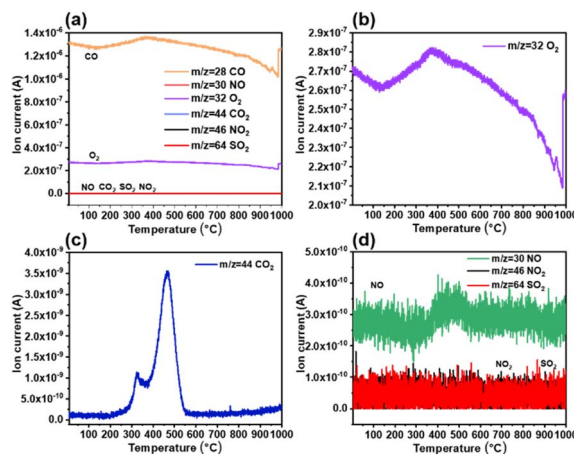 (a)
Ion current (A)
1.4x10⁻⁶
1.2x10⁻⁶
1.0x10⁻⁶
8.0x10⁻⁷
6.0x10⁻⁷
4.0x10⁻⁷
2.0x10⁻⁷
0.0
CO
m/z=28 CO
m/z=30 NO
m/z=32 O₂
m/z=44 CO₂
m/z=46 NO₂
m/z=64 SO₂
O₂
NO CO₂ SO₂ NO₂
0 100 200 300 400 500 600 700 800 900 1000
Temperature (°C)
(b)
Ion current (A)
3.0x10⁻⁷
2.9x10⁻⁷
2.8x10⁻⁷
2.7x10⁻⁷
2.6x10⁻⁷
2.5x10⁻⁷
2.4x10⁻⁷
2.3x10⁻⁷
2.2x10⁻⁷
2.1x10⁻⁷
2.0x10⁻⁷
m/z=32 O₂
0 100 200 300 400 500 600 700 800 900 1000
Temperature (°C)
(c)
Ion current (A)
4.0x10⁻⁹
3.5x10⁻⁹
3.0x10⁻⁹
2.5x10⁻⁹
2.0x10⁻⁹
1.5x10⁻⁹
1.0x10⁻⁹
5.0x10⁻¹⁰
0.0
m/z=44 CO₂
0 100 200 300 400 500 600 700 800 900 1000
Temperature (°C)
(d)
Ion current (A)
5.0x10⁻¹⁰
4.0x10⁻¹⁰
3.0x10⁻¹⁰
2.0x10⁻¹⁰
1.0x10⁻¹⁰
0.0
m/z=30 NO
m/z=46 NO₂
m/z=64 SO₂
NO
NO₂ SO₂
0 100 200 300 400 500 600 700 800 900 1000
Temperature (°C)